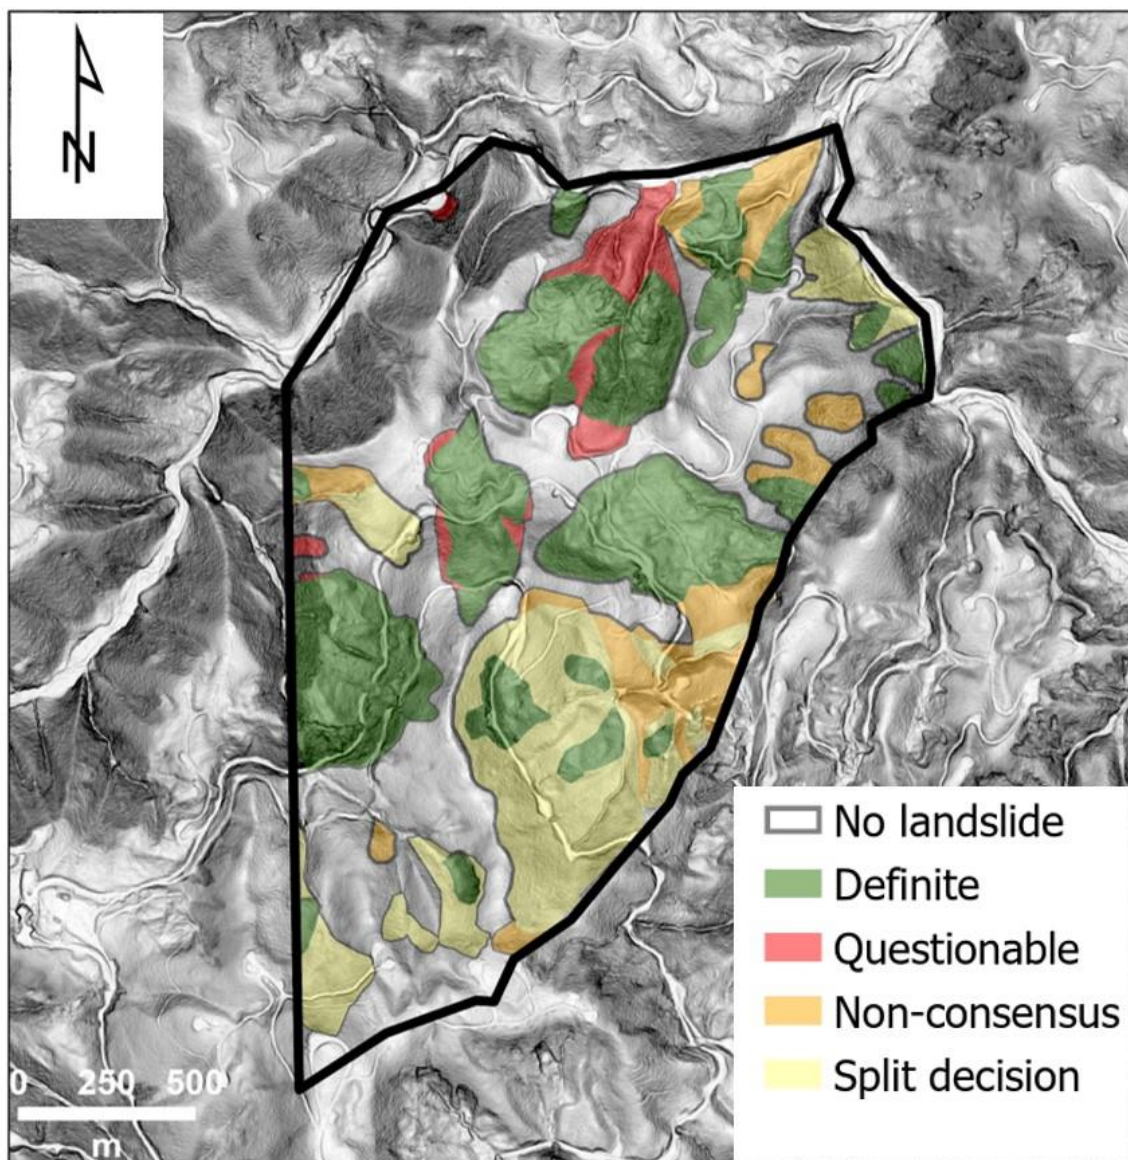 N
No landslide
Definite
Questionable
Non-consensus
Split decision
0 250 500
m